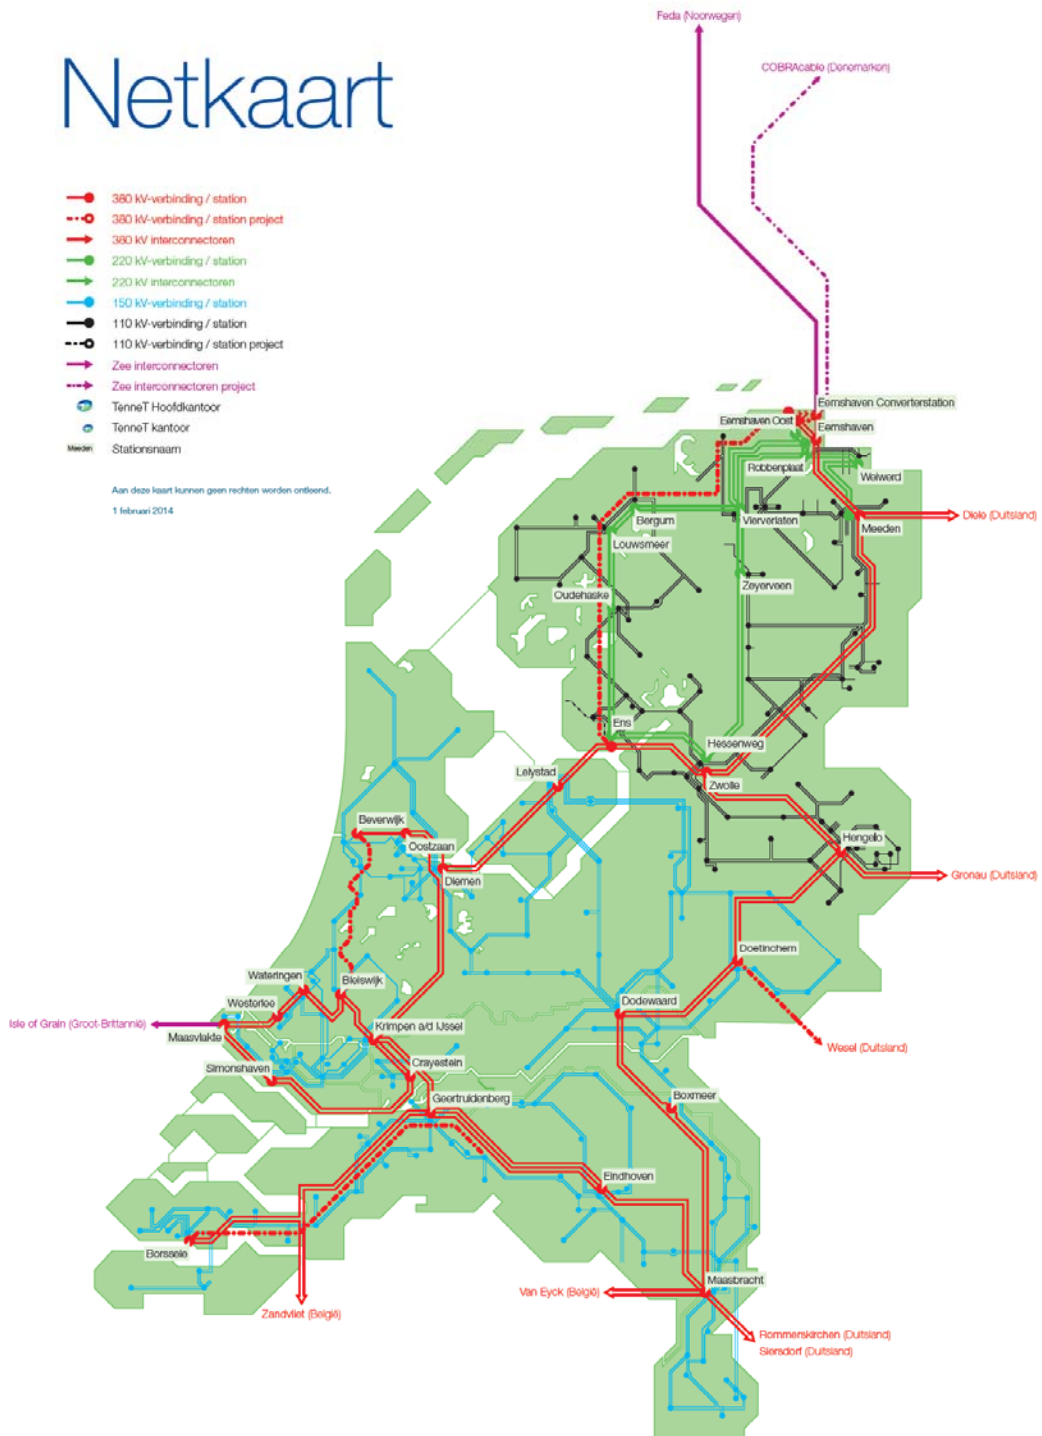 Feda (Noorwegen)
COBRAcable (Denemarken)
Netkaart
380 kV-verbinding / station
380 kV-verbinding / station project
380 kV interconnectoren
220 kV-verbinding / station
220 kV interconnectoren
150 kV-verbinding / station
110 kV-verbinding / station
110 kV-verbinding / station project
Zee interconnectoren
Zee interconnectoren project
TenneT Hoofdkantoor
TenneT kantoor
Meeden Stationsnaam
Aan deze kaart kunnen geen rechten worden ontleend.
1 februari 2014
Eemshaven Converterstation
Eemshaven Oost
Eemshaven
Robbenplaat
Weiwerd
Bergum
Vierverlaten
Meeden
Diele (Duitsland)
Louwsmeer
Zeyerveen
Oudehaske
Ens
Hessenweg
Lelystad
Zwolle
Beverwijk
Oostzaan
Hengelo
Diemen
Gronau (Duitsland)
Doetinchem
Wateringen
Bleiswijk
Westerlee
Dodewaard
Isle of Grain (Groot-Brittannië)
Maasvlakte
Krimpen a/d IJssel
Wesel (Duitsland)
Simonshaven
Crayestein
Geertruidenberg
Boxmeer
Eindhoven
Borssele
Maasbracht
Van Eyck (België)
Zandvliet (België)
Rommerskirchen (Duitsland)
Siersdorf (Duitsland)